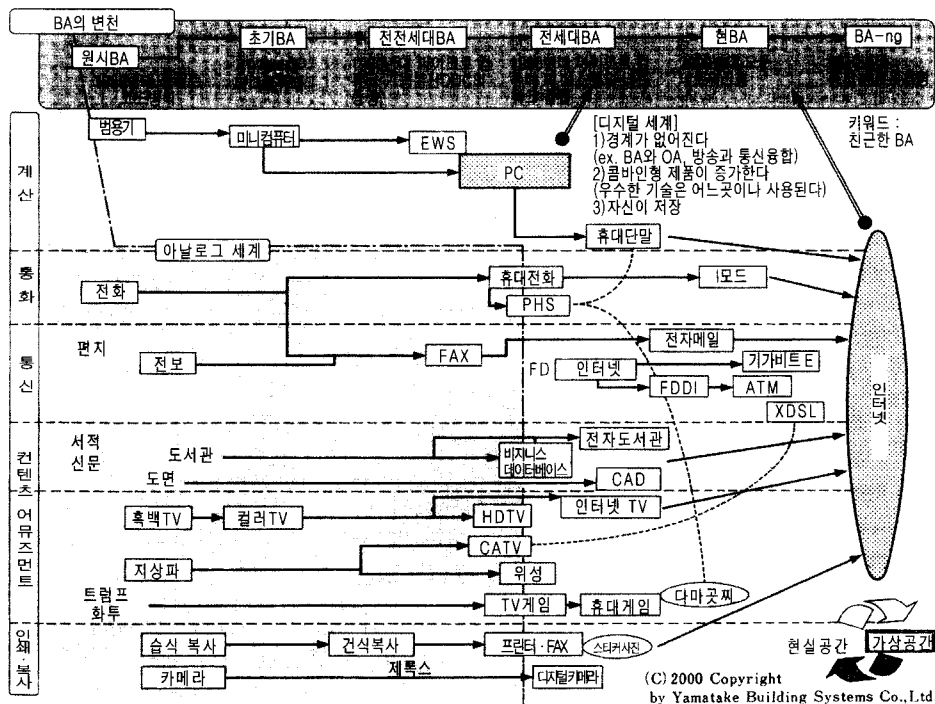 BA의 변천
원시BA
초기BA
전전세대BA
전세대BA
현BA
BA-ng
계산
범용기
미니컴퓨터
EWS
PC
[디지털 세계]
1)경계가 없어진다
(ex. BA와 OA, 방송과 통신융합)
2)콤바인형 제품이 증가한다
(우수한 기술은 어느곳이나 사용된다)
3)자신이 저장
키워드 :
친근한 BA
휴대단말
아날로그 세계
통화
전화
휴대전화
PHS
i모드
통신
편지
전보
FAX
전자메일
FD
인터넷
기가비트E
FDDI
ATM
XDSL
인터넷
컨텐츠
서적
신문
도서관
비지니스
데이타베이스
전자도서관
도면
CAD
어뮤즈먼트
흑백TV
컬러TV
HDTV
인터넷 TV
지상파
CATV
위성
트럼프
화투
TV게임
휴대게임
다마곳찌
인쇄·복사
습식 복사
건식복사
프린터·FAX
스티커사진
카메라
제록스
디지털카메라
현실공간
가상공간
(C) 2000 Copyright
by Yamatake Building Systems Co.,Ltd